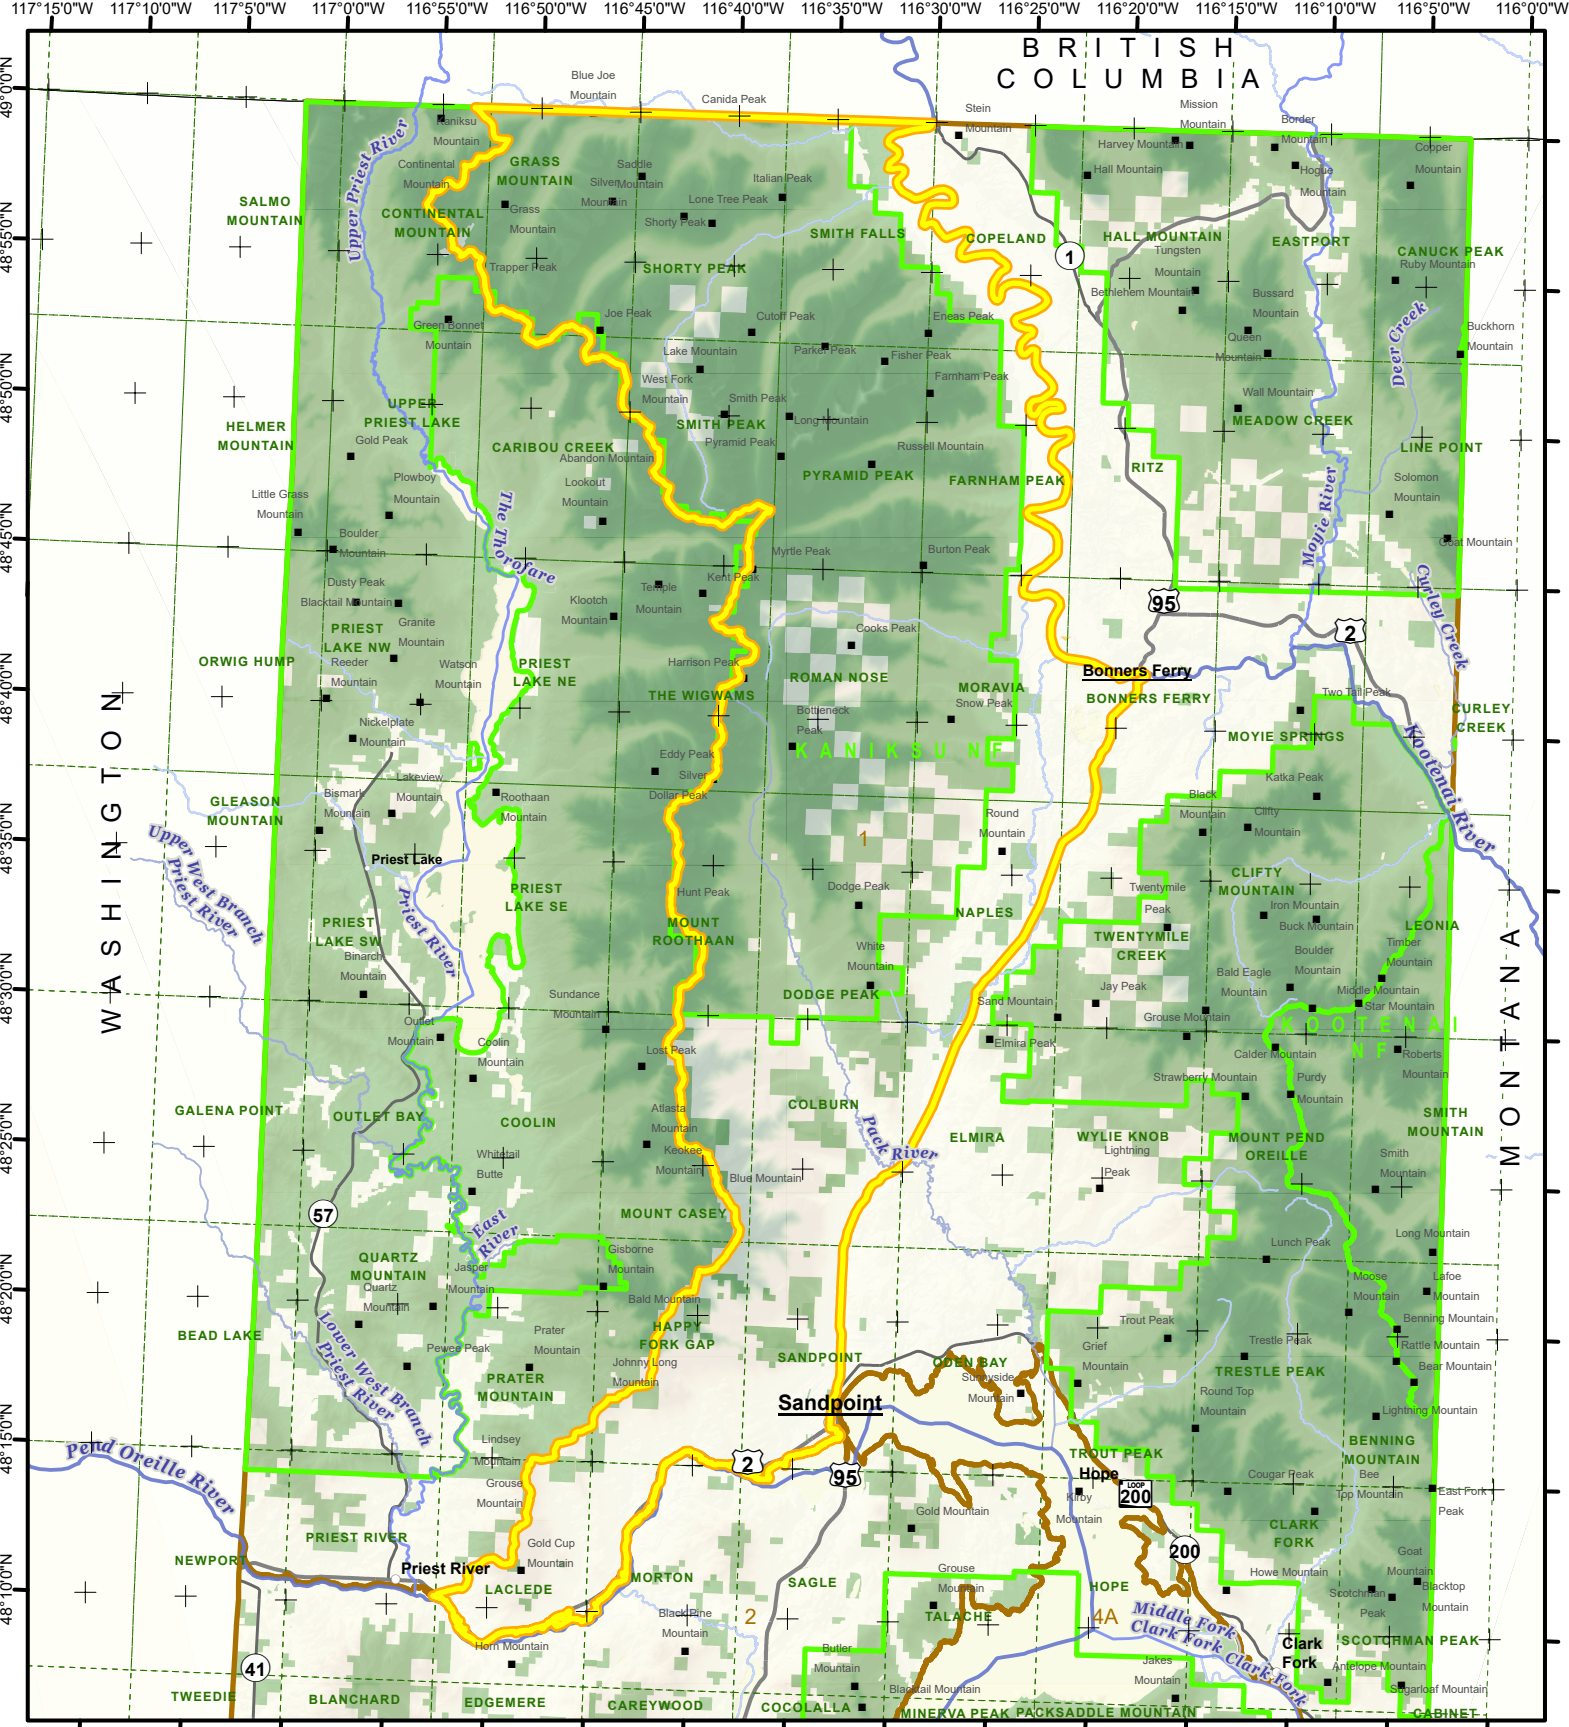 117°15'0"W 117°10'0"W 117°5'0"W 117°0'0"W 116°55'0"W 116°50'0"W 116°45'0"W 116°40'0"W 116°35'0"W 116°30'0"W 116°25'0"W 116°20'0"W 116°15'0"W 116°10'0"W 116°5'0"W 116°0'0"W
49°0'0"N
48°55'0"N
48°50'0"N
48°45'0"N
48°40'0"N
48°35'0"N
48°30'0"N
48°25'0"N
48°20'0"N
48°15'0"N
48°10'0"N
BRITISH
COLUMBIA
WASHINGTON
MONTANA
Blue Joe
Mountain
Canida Peak
Stein
Mountain
Mission
Mountain
Border
Mountain
Kaniksu
Mountain
Harvey Mountain
Copper
Mountain
Continental
Mountain
GRASS
MOUNTAIN
Saddle
Mountain
Silver
Mountain
Italian Peak
Lone Tree Peak
Hall Mountain
Hogue
Mountain
Upper Priest River
SALMO
MOUNTAIN
CONTINENTAL
MOUNTAIN
Grass
Mountain
Shorty Peak
SMITH FALLS
COPELAND
1
HALL MOUNTAIN
EASTPORT
CANUCK PEAK
Ruby Mountain
Tungsten
Mountain
Trapper Peak
SHORTY PEAK
Bethlehem Mountain
Bussard
Mountain
Green Bonnet
Mountain
Joe Peak
Cutoff Peak
Eneas Peak
Queen
Mountain
Deer Creek
Buckhorn
Mountain
Lake Mountain
Parker Peak
Fisher Peak
Farnham Peak
West Fork
Mountain
Smith Peak
Long Mountain
Wall Mountain
UPPER
PRIEST LAKE
SMITH PEAK
MEADOW CREEK
HELMER
MOUNTAIN
Gold Peak
CARIBOU CREEK
Abandon Mountain
Pyramid Peak
Russell Mountain
LINE POINT
Plowboy
Mountain
Lookout
Mountain
PYRAMID PEAK
FARNHAM PEAK
RITZ
Solomon
Mountain
Little Grass
Mountain
The Thorofare
Moyie River
Boulder
Mountain
Goat Mountain
Myrtle Peak
Burton Peak
Dusty Peak
Blacktail Mountain
Kent Peak
Temple
Mountain
Klootch
Mountain
95
2
Curley Creek
Granite
Mountain
PRIEST
LAKE NW
Cooks Peak
ORWIG HUMP
Reeder
Mountain
Watson
Mountain
PRIEST
LAKE NE
Harrison Peak
THE WIGWAMS
ROMAN NOSE
MORAVIA
Snow Peak
Bonners Ferry
BONNERS FERRY
Two Tail Peak
CURLEY
CREEK
Nickelplate
Mountain
Bottleneck
Peak
MOYIE SPRINGS
Kootenai River
KANIKSU NF
Eddy Peak
Silver
Dollar Peak
Katka Peak
Lakeview
Mountain
Bismark
Mountain
Roothaan
Mountain
GLEASON
MOUNTAIN
Black
Mountain
Clifty
Mountain
Round
Mountain
1
Upper West Branch
Priest River
Priest Lake
Priest River
PRIEST
LAKE SE
Hunt Peak
Dodge Peak
CLIFTY
MOUNTAIN
Twentymile
Peak
Iron Mountain
Buck Mountain
PRIEST
LAKE SW
MOUNT
ROOTHAAN
NAPLES
TWENTYMILE
CREEK
LEONIA
Timber
Mountain
Binarch
Mountain
White
Mountain
Boulder
Mountain
Bald Eagle
Mountain
Sundance
Mountain
DODGE PEAK
Sand Mountain
Jay Peak
Middle Mountain
Star Mountain
Grouse Mountain
KOOTENAI
NF
Outlet
Mountain
Coolin
Mountain
Lost Peak
Elmira Peak
Calder Mountain
Roberts
Mountain
Strawberry Mountain
Purdy
Mountain
GALENA POINT
OUTLET BAY
COOLIN
Atlasta
Mountain
COLBURN
Pack River
ELMIRA
WYLIE KNOB
Lightning
Peak
MOUNT PEND
OREILLE
SMITH
MOUNTAIN
Keokee
Mountain
Blue Mountain
Whitetail
Butte
Smith
Mountain
57
East
River
MOUNT CASEY
Gisborne
Mountain
Lunch Peak
Long Mountain
QUARTZ
MOUNTAIN
Quartz
Mountain
Jasper
Mountain
Bald Mountain
Moose
Mountain
Lafoe
Mountain
BEAD LAKE
Lower West Branch
Priest River
HAPPY
FORK GAP
Prater
Mountain
Pewee Peak
Johnny Long
Mountain
PRATER
MOUNTAIN
SANDPOINT
ODEN BAY
Sunnyside
Mountain
Trout Peak
Grief
Mountain
Trestle Peak
TRESTLE PEAK
Benning Mountain
Rattle Mountain
Bear Mountain
Round Top
Mountain
Lightning Mountain
Sandpoint
Pend Oreille River
Lindsey
Mountain
2
95
TROUT PEAK
Hope
LOOP
200
BENNING
MOUNTAIN
Cougar Peak
Bee
Top Mountain
East Fork
Peak
Grouse
Mountain
Kirby
Mountain
Gold Mountain
CLARK
FORK
PRIEST RIVER
NEWPORT
Gold Cup
Mountain
Priest River
LACLEDE
MORTON
SAGLE
Grouse
Mountain
200
HOPE
Howe Mountain
Goat
Mountain
Scotchman
Peak
Blacktop
Mountain
2
4A
TALACHE
Middle Fork
Clark Fork
Clark Fork
Black Pine
Mountain
Horn Mountain
Butler
Mountain
Clark
Fork
SCOTCHMAN PEAK
Jakes
Mountain
Antelope Mountain
Sugarloaf Mountain
41
TWEEDIE
BLANCHARD
EDGEMERE
CAREYWOOD
COCOLALLA
Blacktail Mountain
MINERVA PEAK
PACKSADDLE MOUNTAIN
CABINET